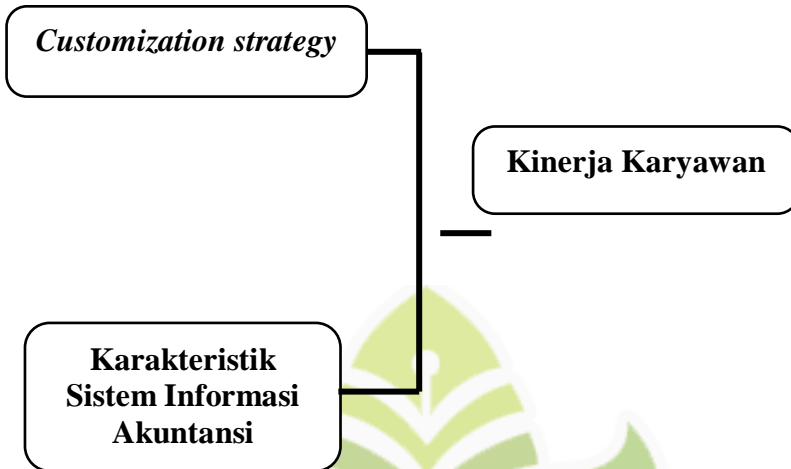 Customization strategy
Kinerja Karyawan
Karakteristik
Sistem Informasi
Akuntansi